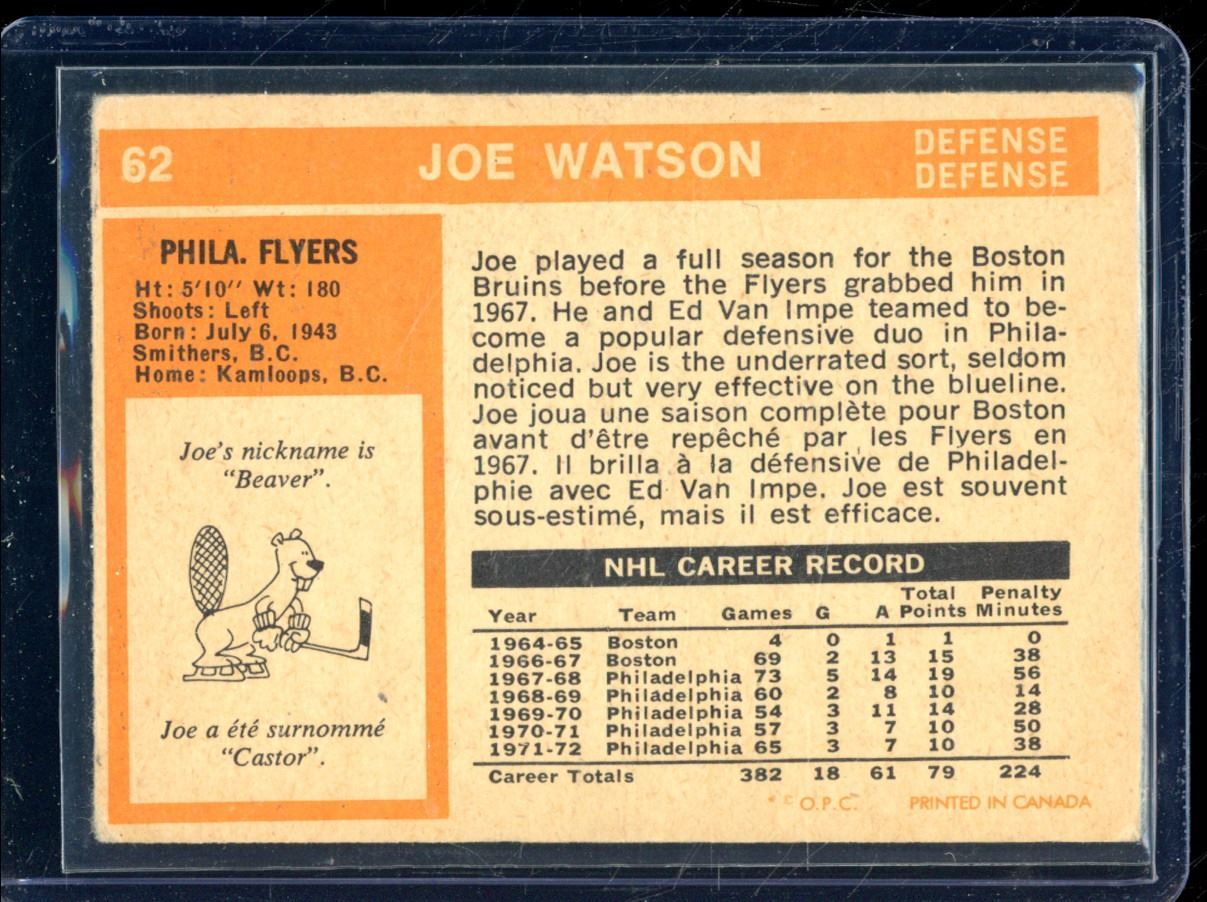 62 JOE WATSON DEFENSE
DEFENSE
PHILA. FLYERS
Ht: 5'10'' Wt: 180
Shoots: Left
Born: July 6, 1943
Smithers, B.C.
Home: Kamloops, B.C.
Joe's nickname is
“Beaver”.
Joe a été surnommé
“Castor”.
Joe played a full season for the Boston
Bruins before the Flyers grabbed him in
1967. He and Ed Van Impe teamed to be-
come a popular defensive duo in Phila-
delphia. Joe is the underrated sort, seldom
noticed but very effective on the blueline.
Joe joua une saison complète pour Boston
avant d'être repêché par les Flyers en
1967. Il brilla à la défensive de Philadel-
phie avec Ed Van Impe. Joe est souvent
sous-estimé, mais il est efficace.
NHL CAREER RECORD
Total Penalty
Year Team Games G A Points Minutes
1964-65 Boston 4 0 1 1 0
1966-67 Boston 69 2 13 15 38
1967-68 Philadelphia 73 5 14 19 56
1968-69 Philadelphia 60 2 8 10 14
1969-70 Philadelphia 54 3 11 14 28
1970-71 Philadelphia 57 3 7 10 50
1971-72 Philadelphia 65 3 7 10 38
Career Totals 382 18 61 79 224
* © O.P.C. PRINTED IN CANADA